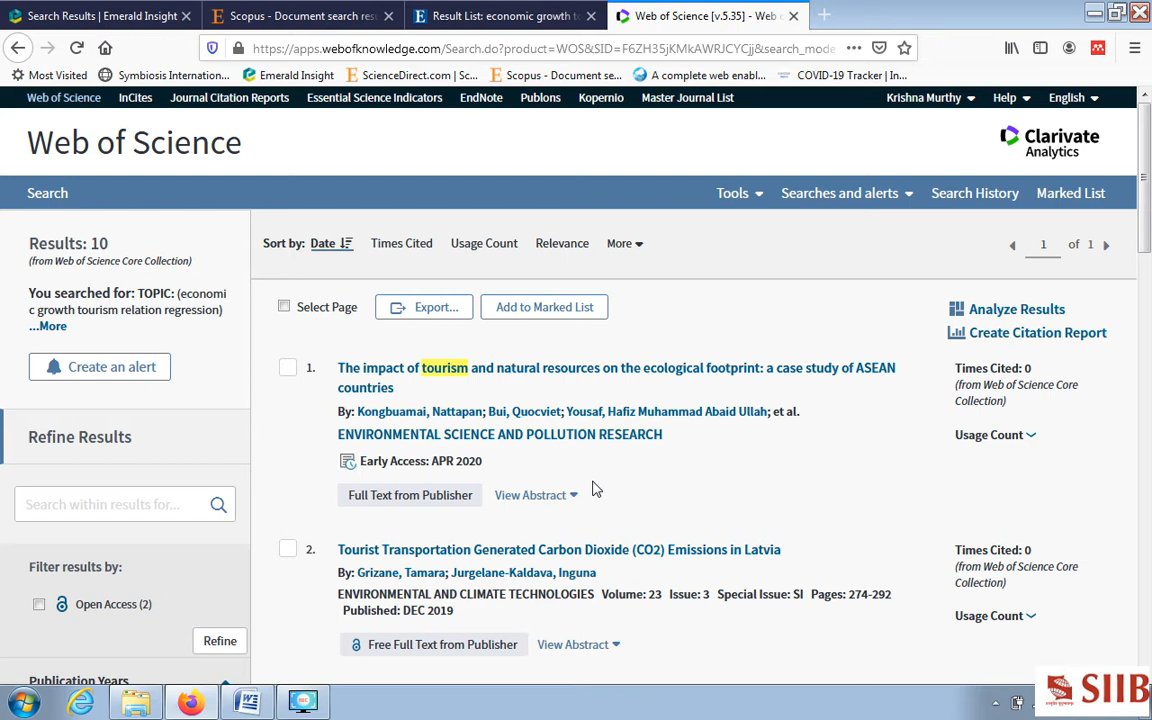 Search Results | Emerald Insight
Scopus - Document search res
Result List: economic growth to
Web of Science [v.5.35] - Web c
https://apps.webofknowledge.com/Search.do?product=WOS&SID=F6ZH35jKMkAWRJCYCjj&search_mode
Most Visited
Symbiosis Internation...
Emerald Insight
ScienceDirect.com | Sc...
Scopus - Document se...
A complete web enabl...
COVID-19 Tracker | In...
Web of Science
InCites
Journal Citation Reports
Essential Science Indicators
EndNote
Publons
Kopernio
Master Journal List
Krishna Murthy
Help
English
Web of Science
Clarivate
Analytics
Search
Tools
Searches and alerts
Search History
Marked List
Results: 10
(from Web of Science Core Collection)
You searched for: TOPIC: (economi
c growth tourism relation regression)
...More
Create an alert
Refine Results
Search within results for...
Filter results by:
Open Access (2)
Refine
Publication Years
Sort by: Date Times Cited Usage Count Relevance More
1 of 1
Select Page
Export...
Add to Marked List
Analyze Results
Create Citation Report
1. The impact of tourism and natural resources on the ecological footprint: a case study of ASEAN
countries
By: Kongbuamai, Nattapan; Bui, Quocviet; Yousaf, Hafiz Muhammad Abaid Ullah; et al.
ENVIRONMENTAL SCIENCE AND POLLUTION RESEARCH
Early Access: APR 2020
Full Text from Publisher
View Abstract
Times Cited: 0
(from Web of Science Core
Collection)
Usage Count
2. Tourist Transportation Generated Carbon Dioxide (CO2) Emissions in Latvia
By: Grizane, Tamara; Jurgelane-Kaldava, Inguna
ENVIRONMENTAL AND CLIMATE TECHNOLOGIES Volume: 23 Issue: 3 Special Issue: SI Pages: 274-292
Published: DEC 2019
Free Full Text from Publisher
View Abstract
Times Cited: 0
(from Web of Science Core
Collection)
Usage Count
SIIB